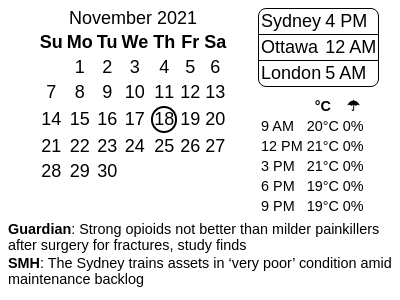 November 2021
Su Mo Tu We Th Fr Sa
1 2 3 4 5 6
7 8 9 10 11 12 13
14 15 16 17 18 19 20
21 22 23 24 25 26 27
28 29 30
Sydney 4 PM
Ottawa 12 AM
London 5 AM
°C ☂
9 AM 20°C 0%
12 PM 21°C 0%
3 PM 21°C 0%
6 PM 19°C 0%
9 PM 19°C 0%
Guardian: Strong opioids not better than milder painkillers
after surgery for fractures, study finds
SMH: The Sydney trains assets in ‘very poor’ condition amid
maintenance backlog